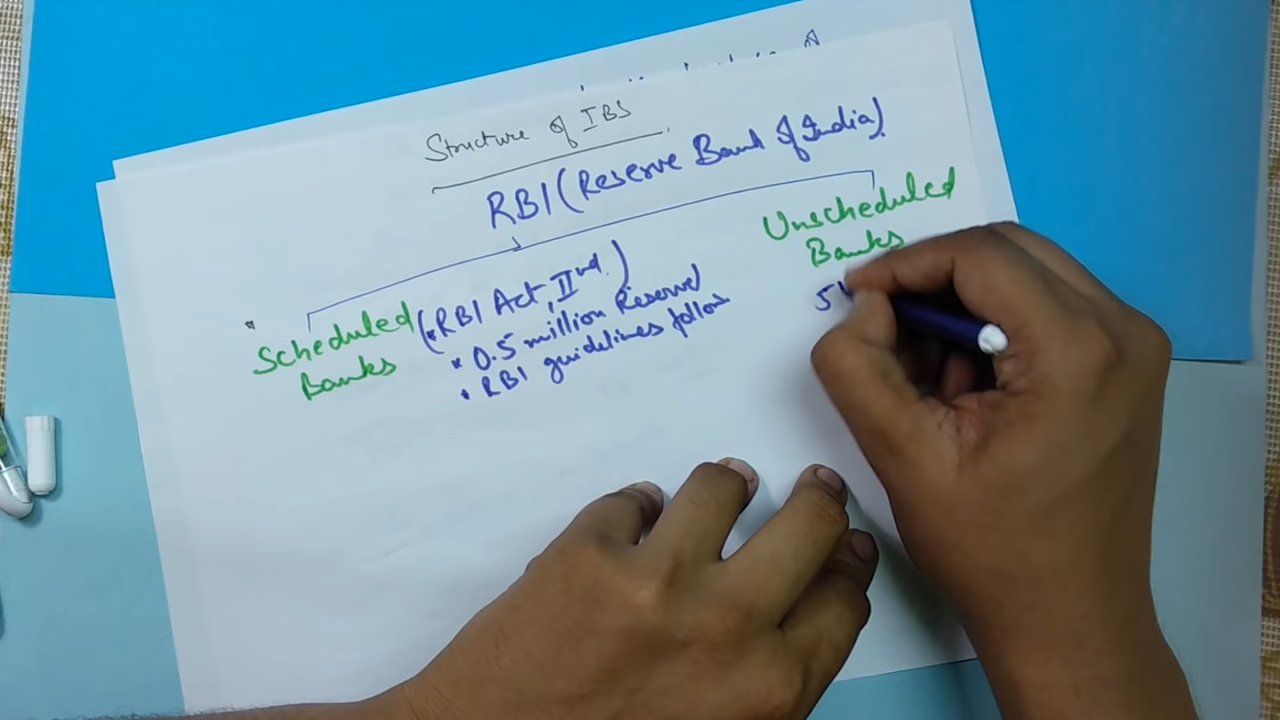 Structure of IBS
RBI (Reserve Bank of India)
Unscheduled
Banks
Scheduled
Banks
(*RBI Act, IInd)
* 0.5 million Reserve
* RBI guidelines follow